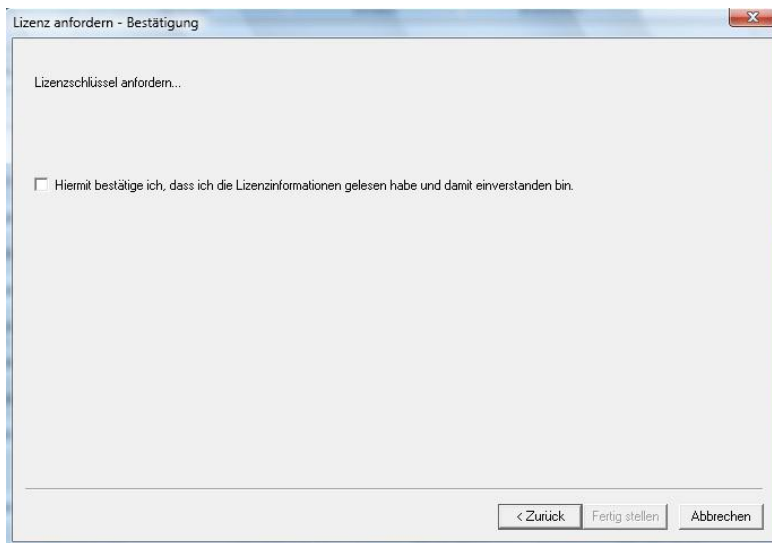 Lizenz anfordern - Bestätigung
Lizenzschlüssel anfordern...
Hiermit bestätige ich, dass ich die Lizenzinformationen gelesen habe und damit einverstanden bin.
< Zurück Fertig stellen Abbrechen